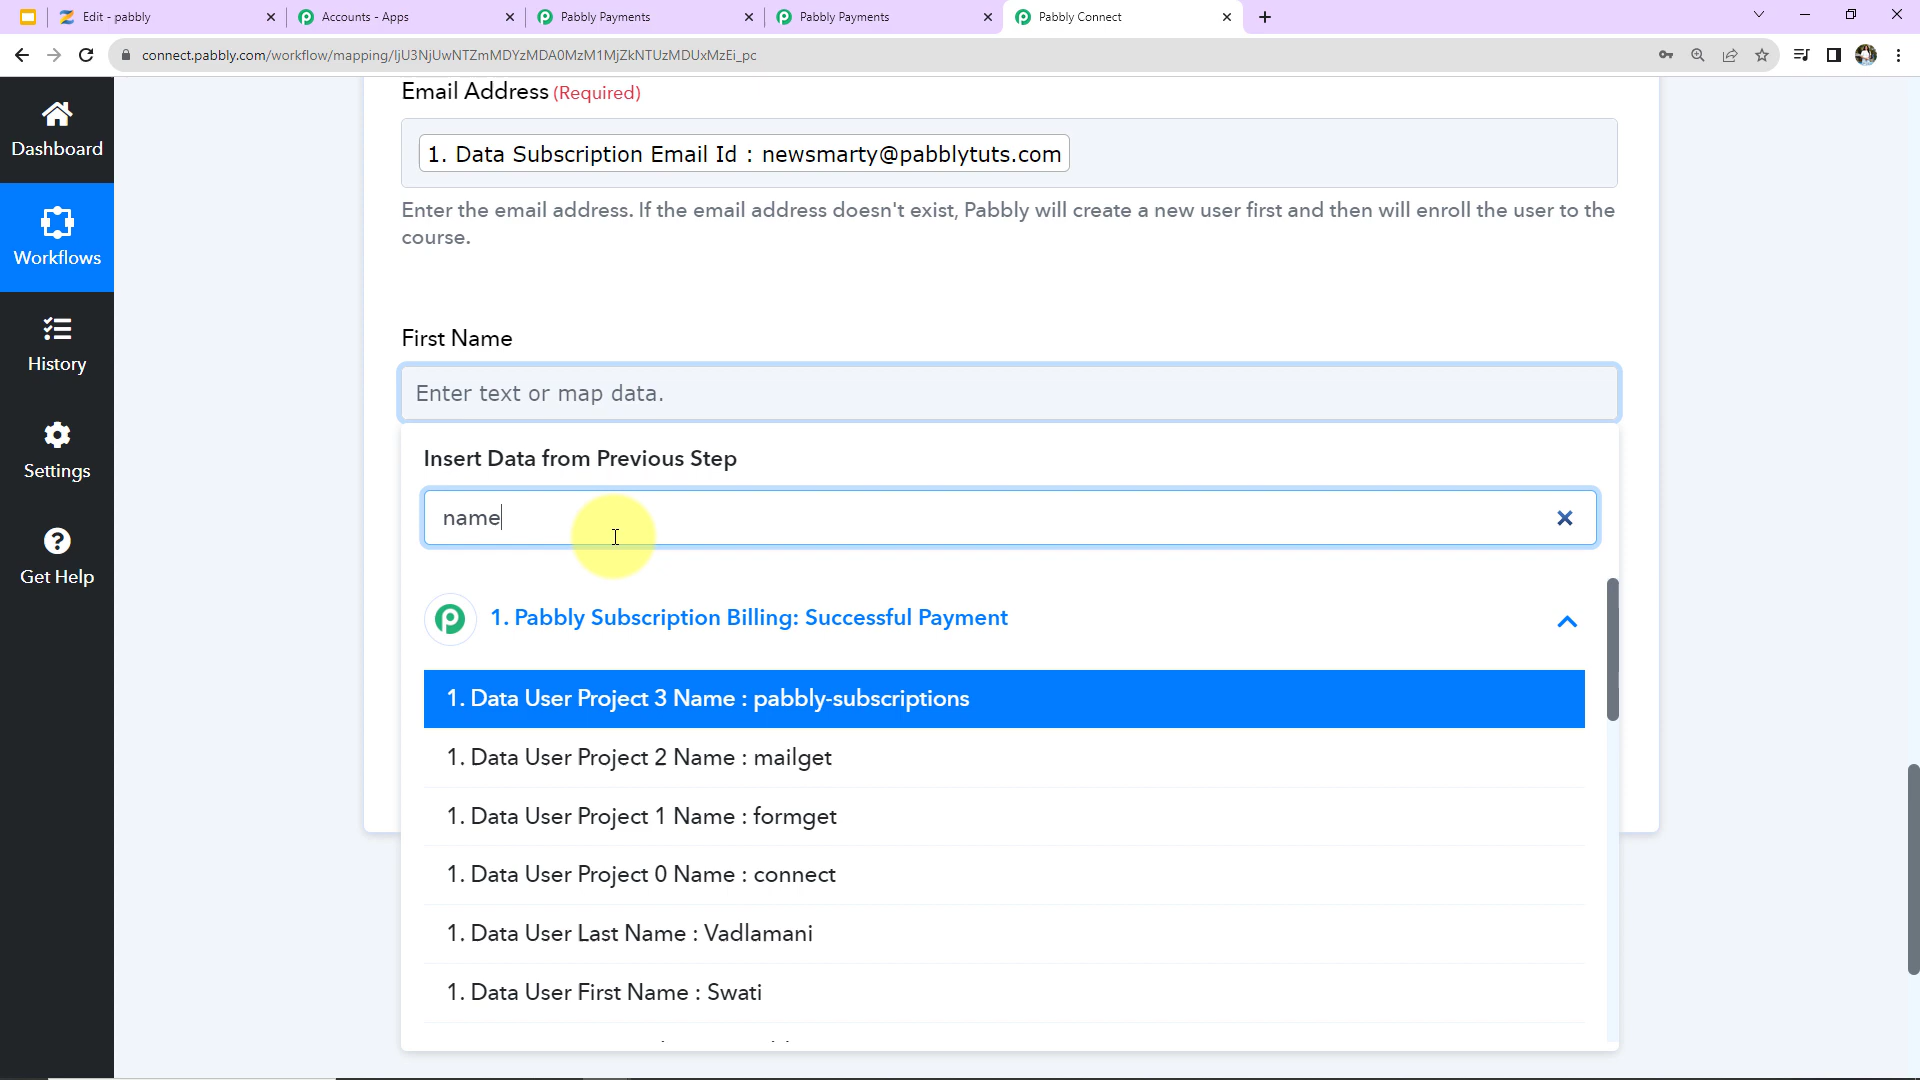 Edit - pabbly
Accounts - Apps
Pabbly Payments
Pabbly Payments
Pabbly Connect
connect.pabbly.com/workflow/mapping/IjU3NjUwNTZmMDYzMDA0MzM1MjZkNTUzMDUxMzEi_pc
Dashboard
Workflows
History
Settings
Get Help
Email Address (Required)
1. Data Subscription Email Id : newsmarty@pabblytuts.com
Enter the email address. If the email address doesn't exist, Pabbly will create a new user first and then will enroll the user to the
course.
First Name
Enter text or map data.
Insert Data from Previous Step
name
1. Pabbly Subscription Billing: Successful Payment
1. Data User Project 3 Name : pabbly-subscriptions
1. Data User Project 2 Name : mailget
1. Data User Project 1 Name : formget
1. Data User Project 0 Name : connect
1. Data User Last Name : Vadlamani
1. Data User First Name : Swati